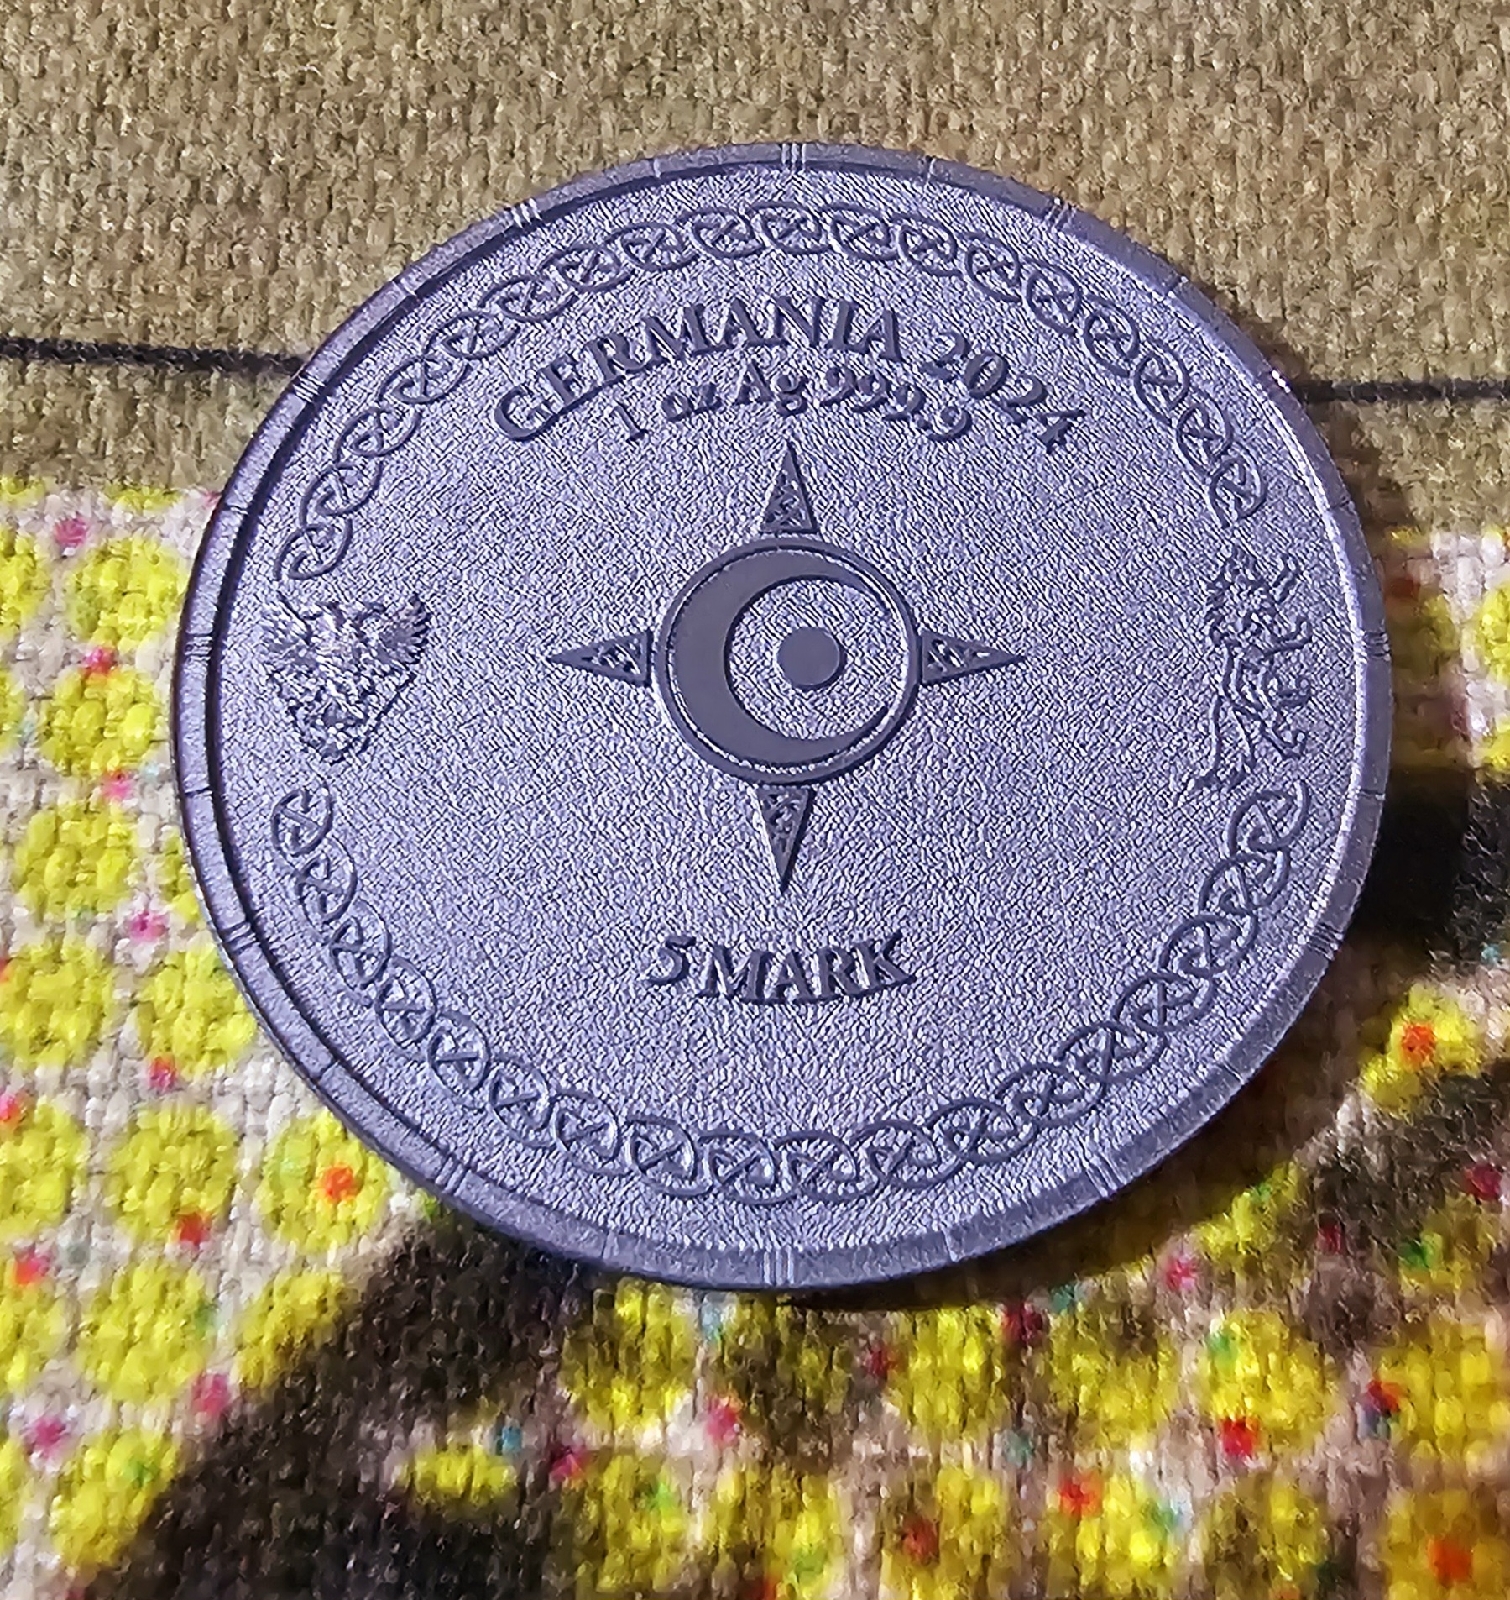 GERMANIA 2024
1 oz Ag 999.9
5 MARK